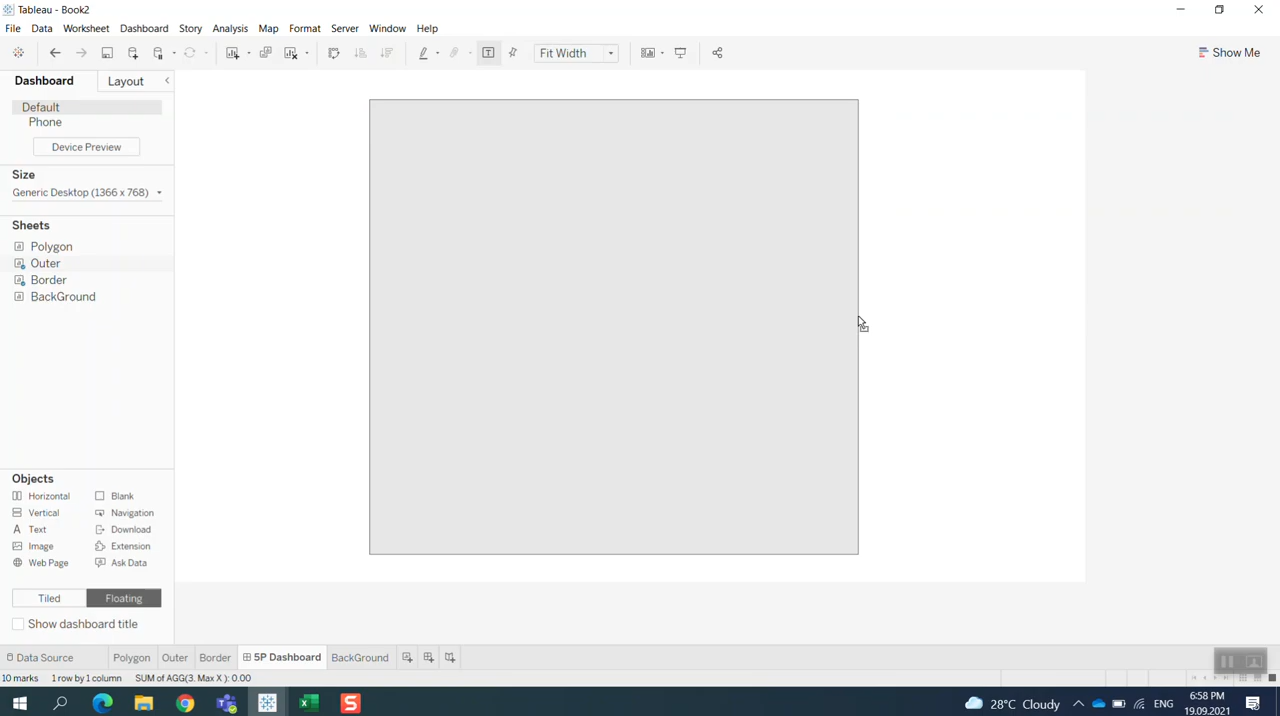 Tableau - Book2
File Data Worksheet Dashboard Story Analysis Map Format Server Window Help
Fit Width
Show Me
Dashboard Layout
Default
Phone
Device Preview
Size
Generic Desktop (1366 x 768)
Sheets
Polygon
Outer
Border
BackGround
Objects
Horizontal Blank
Vertical Navigation
Text Download
Image Extension
Web Page Ask Data
Tiled Floating
Show dashboard title
Data Source Polygon Outer Border 5P Dashboard BackGround
10 marks 1 row by 1 column SUM of AGG(3. Max X ): 0.00
28°C Cloudy ENG
6:58 PM
19.09.2021